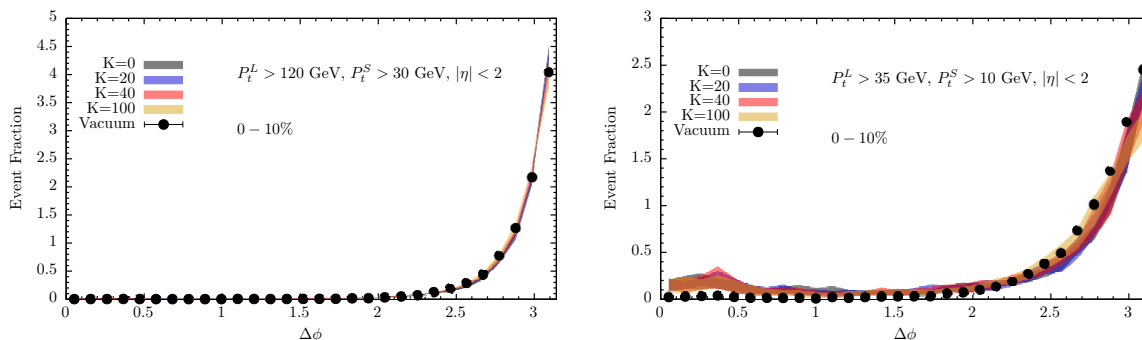 Event Fraction
5
4.5
4
3.5
3
2.5
2
1.5
1
0.5
0
K=0
K=20
K=40
K=100
Vacuum
P_t^L > 120 GeV, P_t^S > 30 GeV, |η| < 2
0 − 10%
0 0.5 1 1.5 2 2.5 3
Δϕ
Event Fraction
3
2.5
2
1.5
1
0.5
0
K=0
K=20
K=40
K=100
Vacuum
P_t^L > 35 GeV, P_t^S > 10 GeV, |η| < 2
0 − 10%
0 0.5 1 1.5 2 2.5 3
Δϕ